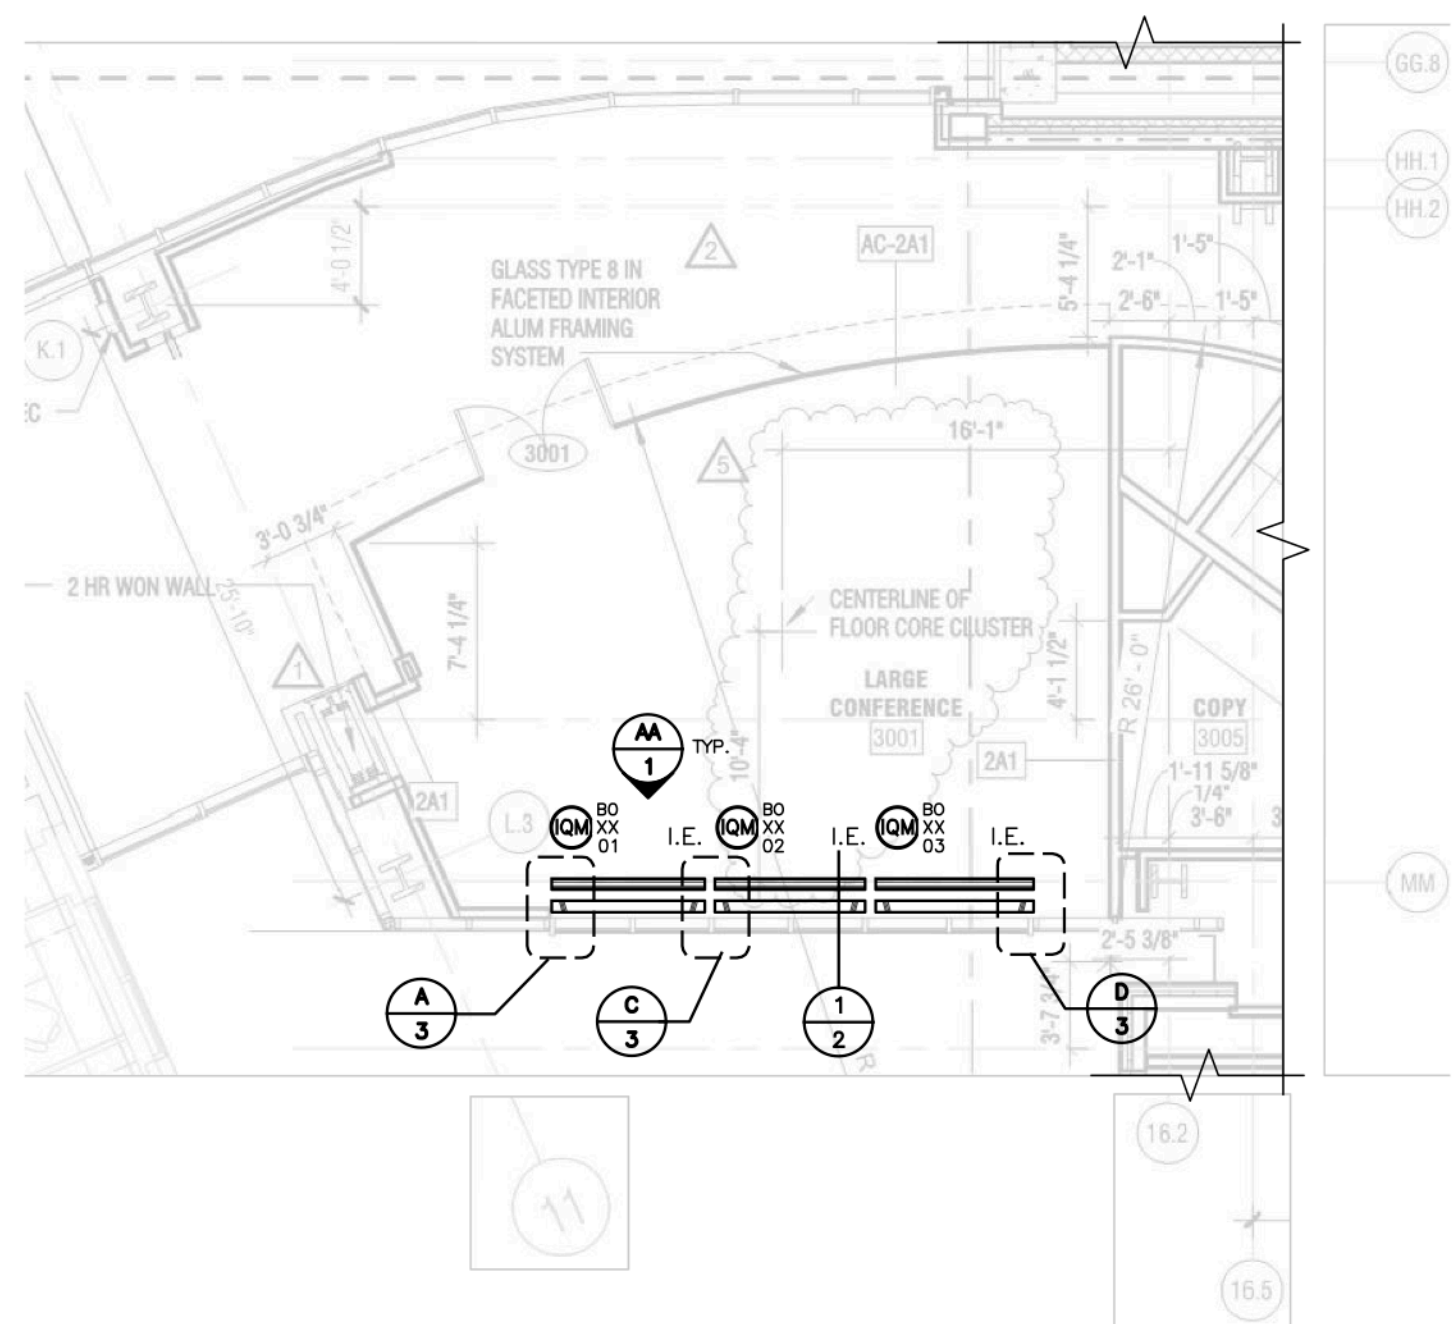 GG.8
HH.1
HH.2
4'-0 1/2"
2
AC-2A1
5'-4 1/4"
2'-1"
1'-5"
2'-6"
1'-5"
GLASS TYPE 8 IN
FACETED INTERIOR
ALUM FRAMING
SYSTEM
K.1
EC
3001
5
16'-1"
3'-0 3/4"
2 HR WON WALL
25'-10"
7'-4 1/4"
CENTERLINE OF
FLOOR CORE CLUSTER
4'-1 1/2"
R 26' - 0"
1
LARGE
CONFERENCE
3001
COPY
3005
AA
1
TYP.
10'-4"
2A1
2A1
1'-11 5/8"
1/4"
3'-6"
3
L.3
IQM
BO
XX
01
I.E.
IQM
BO
XX
02
I.E.
IQM
BO
XX
03
I.E.
MM
2'-5 3/8"
3'-7 3/4"
A
3
C
3
1
2
D
3
R
16.2
11
16.5